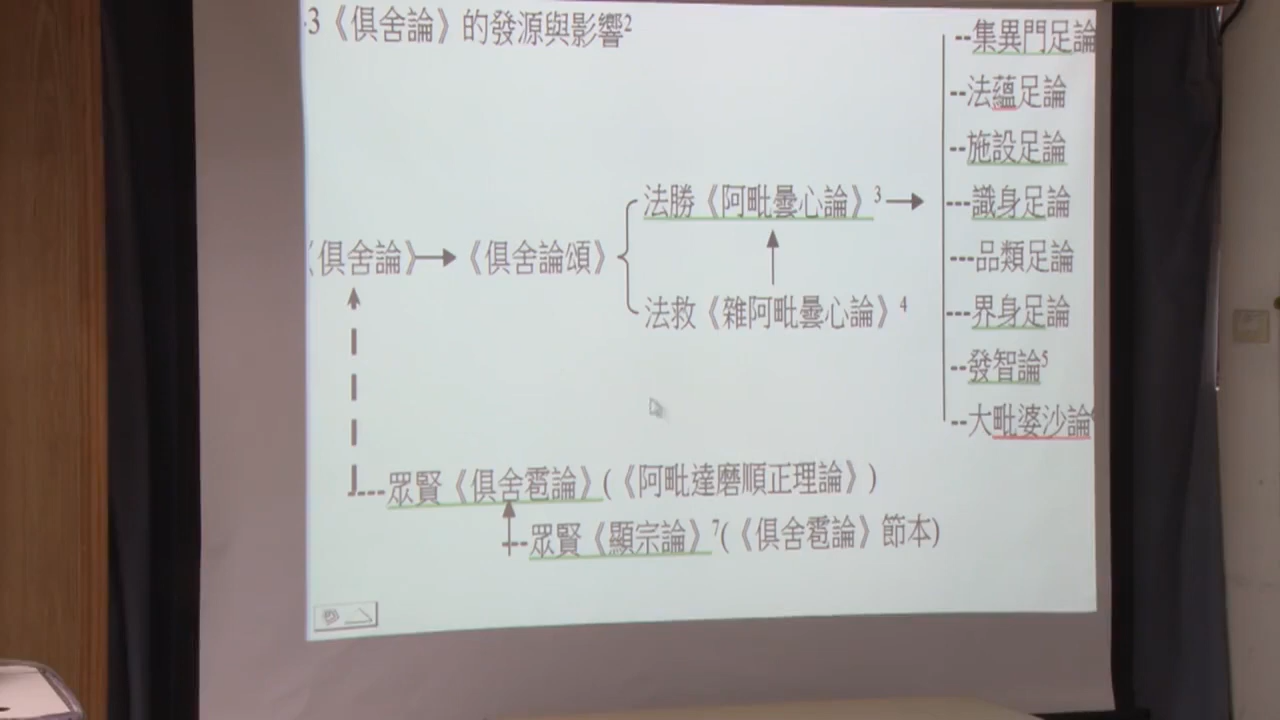 3《俱舍論》的發源與影響2
--集異門足論
--法蘊足論
--施設足論
法勝《阿毗曇心論》3
---識身足論
《俱舍論》
《俱舍論頌》
---品類足論
法救《雜阿毗曇心論》4
---界身足論
--發智論5
--大毗婆沙論
---眾賢《俱舍雹論》(《阿毗達磨順正理論》)
--眾賢《顯宗論》7(《俱舍雹論》節本)